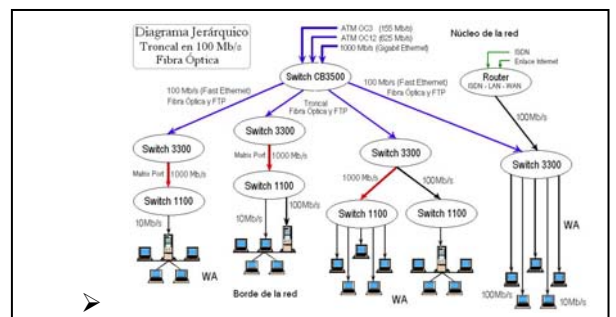 Diagrama Jerárquico
Troncal en 100 Mb/s
Fibra Óptica
ATM OC3 (155 Mb/s)
ATM OC12 (625 Mb/s)
1000 Mb/s (Gigabit Ethernet)
Núcleo de la red
ISDN
Enlace Internet
Switch CB3500
Router
ISDN - LAN - WAN
100 Mb/s (Fast Ethernet)
Fibra Óptica y FTP
Troncal
Fibra Óptica y FTP
100 Mb/s (Fast Ethernet)
Fibra Óptica y FTP
100Mb/s
Switch 3300
Switch 3300
Switch 3300
Switch 3300
Matrix Port
1000 Mb/s
Matrix Port
1000 Mb/s
1000 Mb/s
100Mb/s
Switch 1100
Switch 1100
Switch 1100
Switch 1100
10Mb/s
10Mb/s
100Mb/s
WA
WA
WA
Borde de la red
100Mb/s
10Mb/s